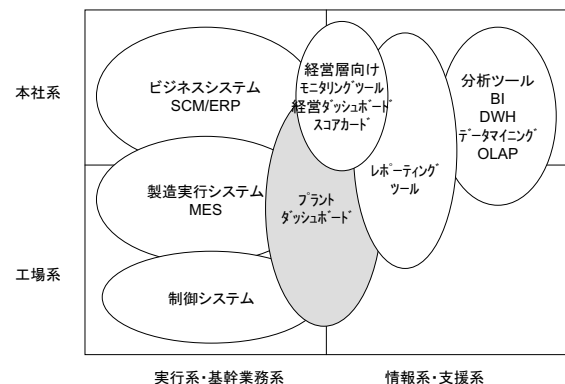 本社系
工場系
ビジネスシステム
SCM/ERP
経営層向け
モニタリングツール
経営ダッシュボード
スコアカード
分析ツール
BI
DWH
データマイニング
OLAP
レポーティング
ツール
製造実行システム
MES
プラント
ダッシュボード
制御システム
実行系・基幹業務系
情報系・支援系